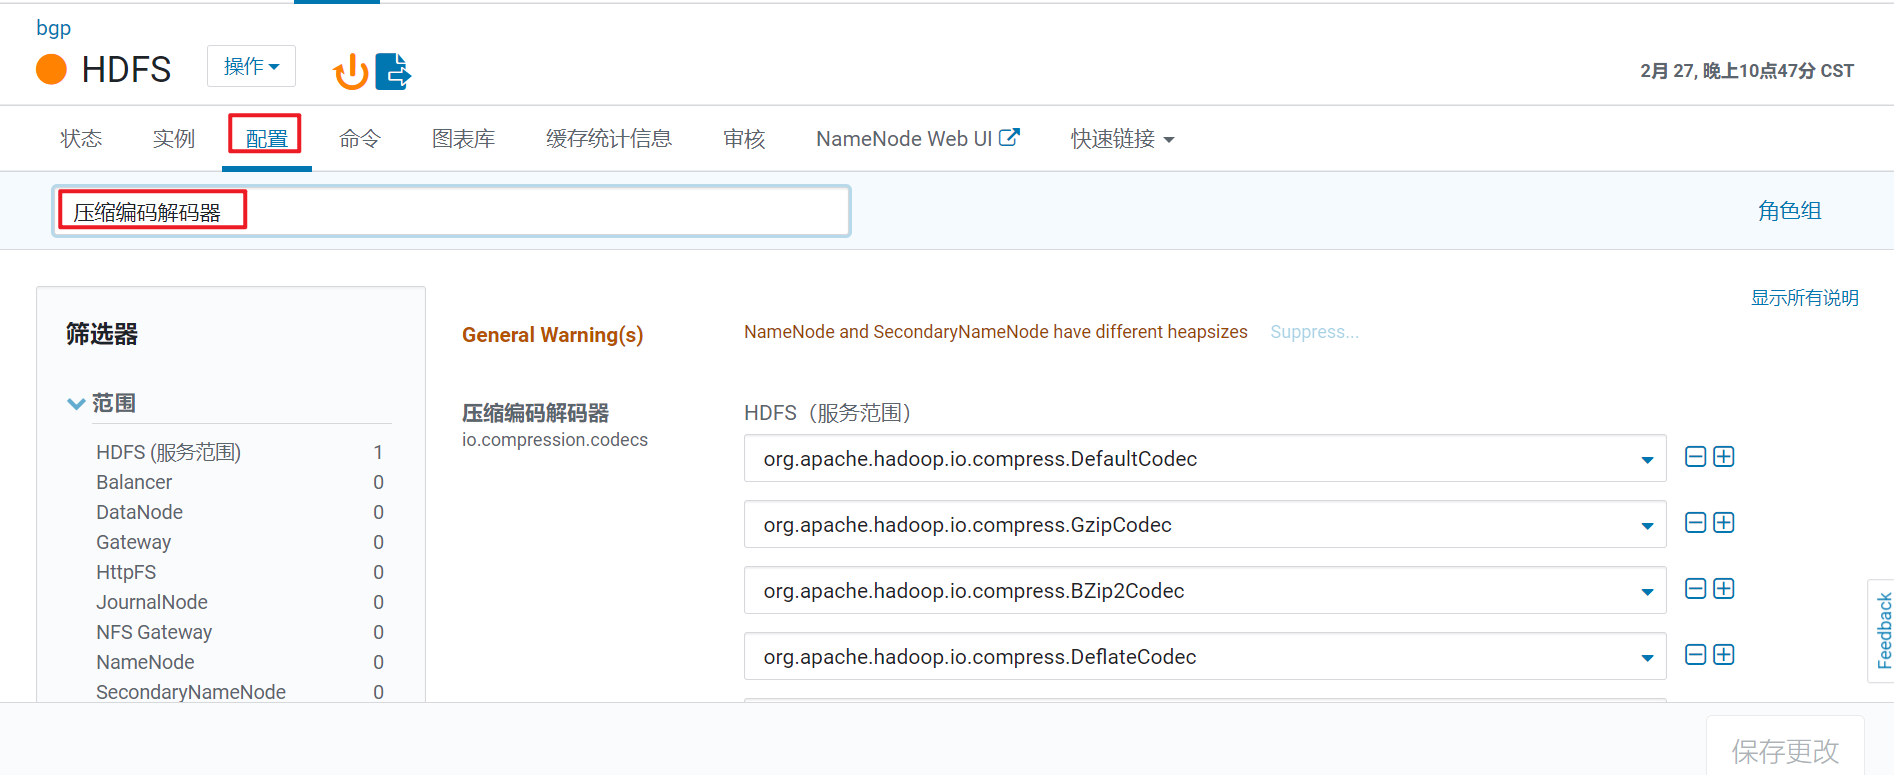 bgp
HDFS 操作
2月 27, 晚上10点47分 CST
状态 实例 配置 命令 图表库 缓存统计信息 审核 NameNode Web UI 快速链接
压缩编码解码器 角色组
显示所有说明
筛选器
General Warning(s) NameNode and SecondaryNameNode have different heapsizes Suppress...
范围
压缩编码解码器 HDFS（服务范围）
io.compression.codecs
HDFS (服务范围) 1
org.apache.hadoop.io.compress.DefaultCodec
Balancer 0
DataNode 0
org.apache.hadoop.io.compress.GzipCodec
Gateway 0
HttpFS 0
org.apache.hadoop.io.compress.BZip2Codec
JournalNode 0
NFS Gateway 0
org.apache.hadoop.io.compress.DeflateCodec
NameNode 0
SecondaryNameNode 0
Feedback
保存更改